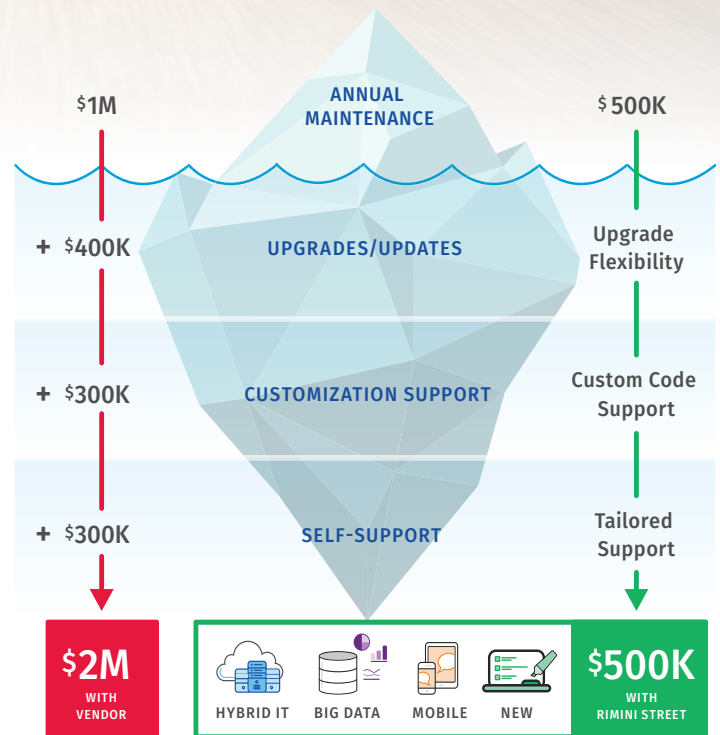 $1M
ANNUAL
MAINTENANCE
$500K
+ $400K
UPGRADES/UPDATES
Upgrade
Flexibility
+ $300K
CUSTOMIZATION SUPPORT
Custom Code
Support
+ $300K
SELF-SUPPORT
Tailored
Support
$2M
WITH
VENDOR
HYBRID IT
BIG DATA
MOBILE
NEW
$500K
WITH
RIMINI STREET